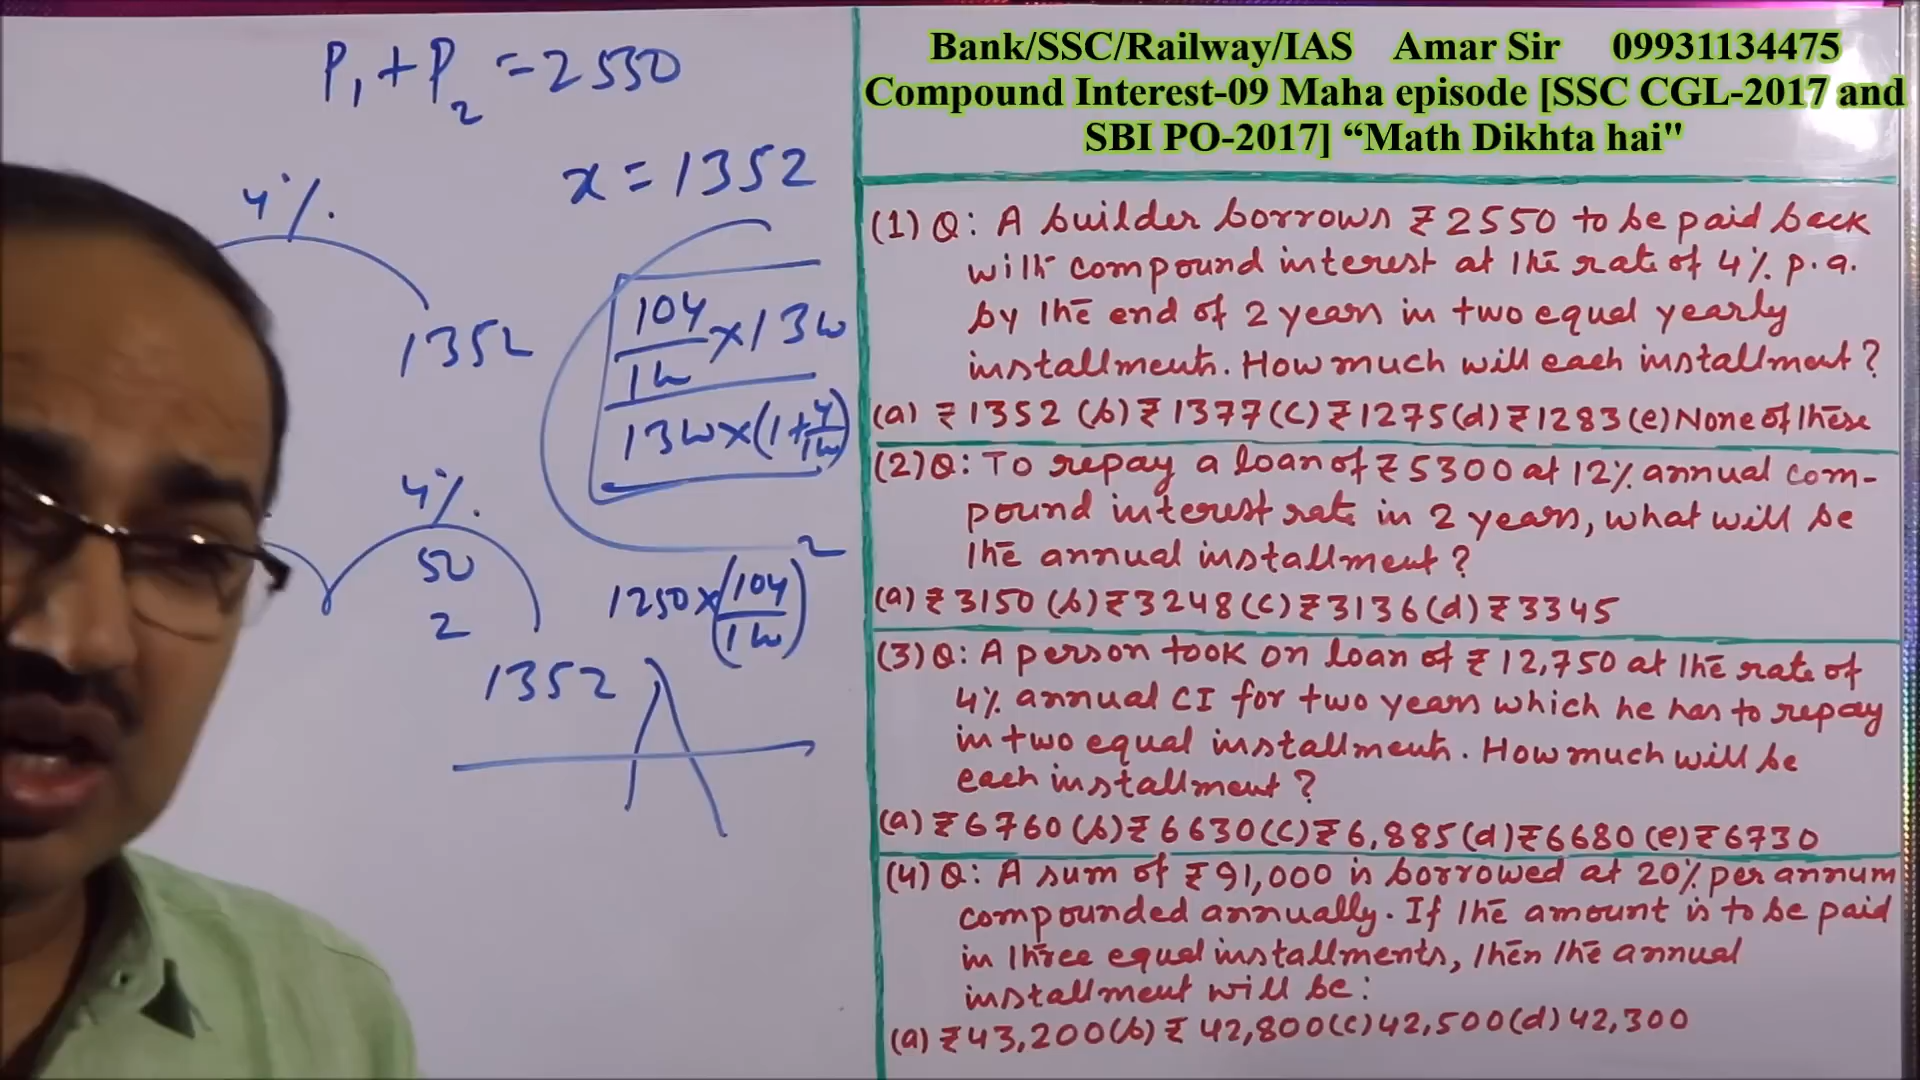 Bank/SSC/Railway/IAS Amar Sir 09931134475
Compound Interest-09 Maha episode [SSC CGL-2017 and
SBI PO-2017] “Math Dikhta hai"
P₁+P₂ =2550
x=1352
4%.
1352
104/100 ×1300
1300×(1+4/100)
4%.
50
2
1250×(104/100)²
1352
(1) Q: A builder borrows ₹2550 to be paid back
with compound interest at the rate of 4%. p.a.
by the end of 2 years in two equal yearly
installments. How much will each installment?
(a) ₹1352 (b) ₹1377 (c) ₹1275 (d) ₹1283 (e) None of these
(2) Q: To repay a loan of ₹5300 at 12% annual com-
pound interest rate in 2 years, what will be
the annual installment?
(a) ₹3150 (b) ₹3248 (c) ₹3136 (d) ₹3345
(3) Q: A person took on loan of ₹12,750 at the rate of
4% annual CI for two years which he has to repay
in two equal installments. How much will be
each installment?
(a) ₹6760 (b) ₹6630 (c) ₹6,885 (d) ₹6680 (e) ₹6730
(4) Q: A sum of ₹91,000 is borrowed at 20% per annum
compounded annually. If the amount is to be paid
in three equal installments, then the annual
installment will be:
(a) ₹43,200 (b) ₹42,800 (c) 42,500 (d) 42,300